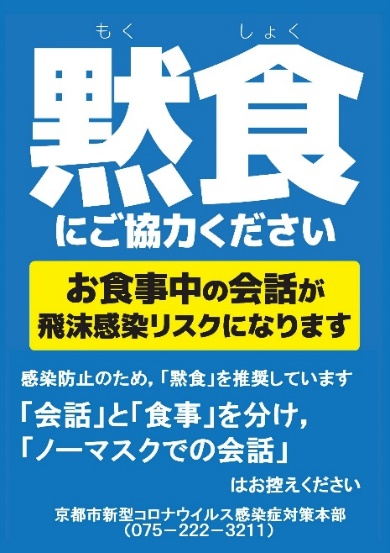 もく しょく
黙食
にご協力ください
お食事中の会話が
飛沫感染リスクになります
感染防止のため，「黙食」を推奨しています
「会話」と「食事」を分け，
「ノーマスクでの会話」
はお控えください
京都市新型コロナウイルス感染症対策本部
（075－222－3211）